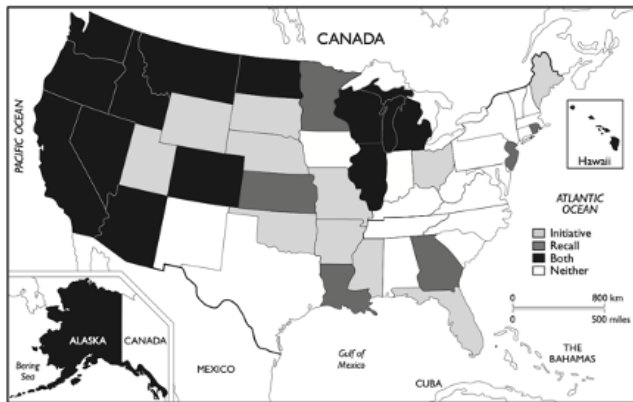 CANADA
PACIFIC OCEAN
Hawaii
ATLANTIC
OCEAN
Initiative
Recall
Both
Neither
0 800 km
0 500 miles
ALASKA
CANADA
Bering
Sea
MEXICO
Gulf of
Mexico
THE
BAHAMAS
CUBA